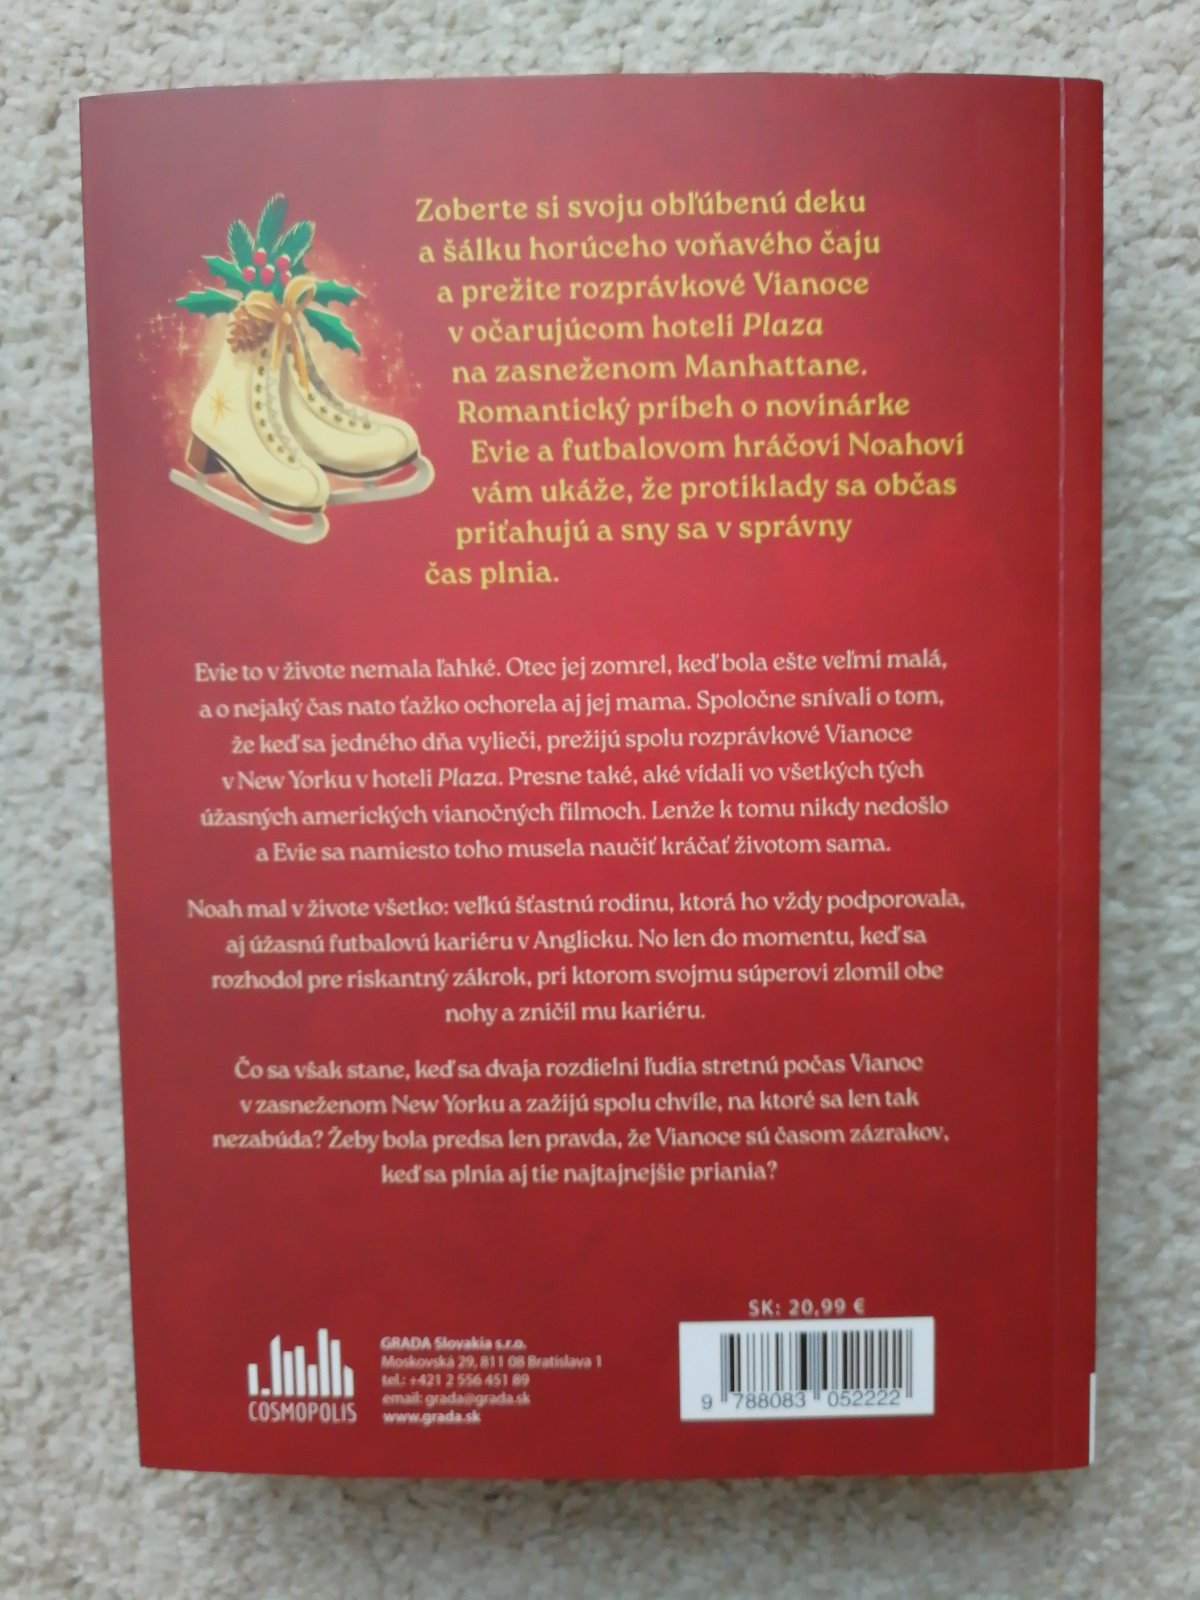 Zoberte si svoju obľúbenú deku
a šálku horúceho voňavého čaju
a prežite rozprávkové Vianoce
v očarujúcom hoteli Plaza
na zasneženom Manhattane.
Romantický príbeh o novinárke
Evie a futbalovom hráčovi Noahovi
vám ukáže, že protiklady sa občas
priťahujú a sny sa v správny
čas plnia.
Evie to v živote nemala ľahké. Otec jej zomrel, keď bola ešte veľmi malá,
a o nejaký čas nato ťažko ochorela aj jej mama. Spoločne snívali o tom,
že keď sa jedného dňa vylieči, prežijú spolu rozprávkové Vianoce
v New Yorku v hoteli Plaza. Presne také, aké vídali vo všetkých tých
úžasných amerických vianočných filmoch. Lenže k tomu nikdy nedošlo
a Evie sa namiesto toho musela naučiť kráčať životom sama.
Noah mal v živote všetko: veľkú šťastnú rodinu, ktorá ho vždy podporovala,
aj úžasnú futbalovú kariéru v Anglicku. No len do momentu, keď sa
rozhodol pre riskantný zákrok, pri ktorom svojmu súperovi zlomil obe
nohy a zničil mu kariéru.
Čo sa však stane, keď sa dvaja rozdielni ľudia stretnú počas Vianoc
v zasneženom New Yorku a zažijú spolu chvíle, na ktoré sa len tak
nezabúda? Žeby bola predsa len pravda, že Vianoce sú časom zázrakov,
keď sa plnia aj tie najtajnejšie priania?
COSMOPOLIS
GRADA Slovakia s.r.o.
Moskovská 29, 811 08 Bratislava 1
tel.: +421 2 556 451 89
email: grada@grada.sk
www.grada.sk
SK: 20,99 €
9 788083 052222